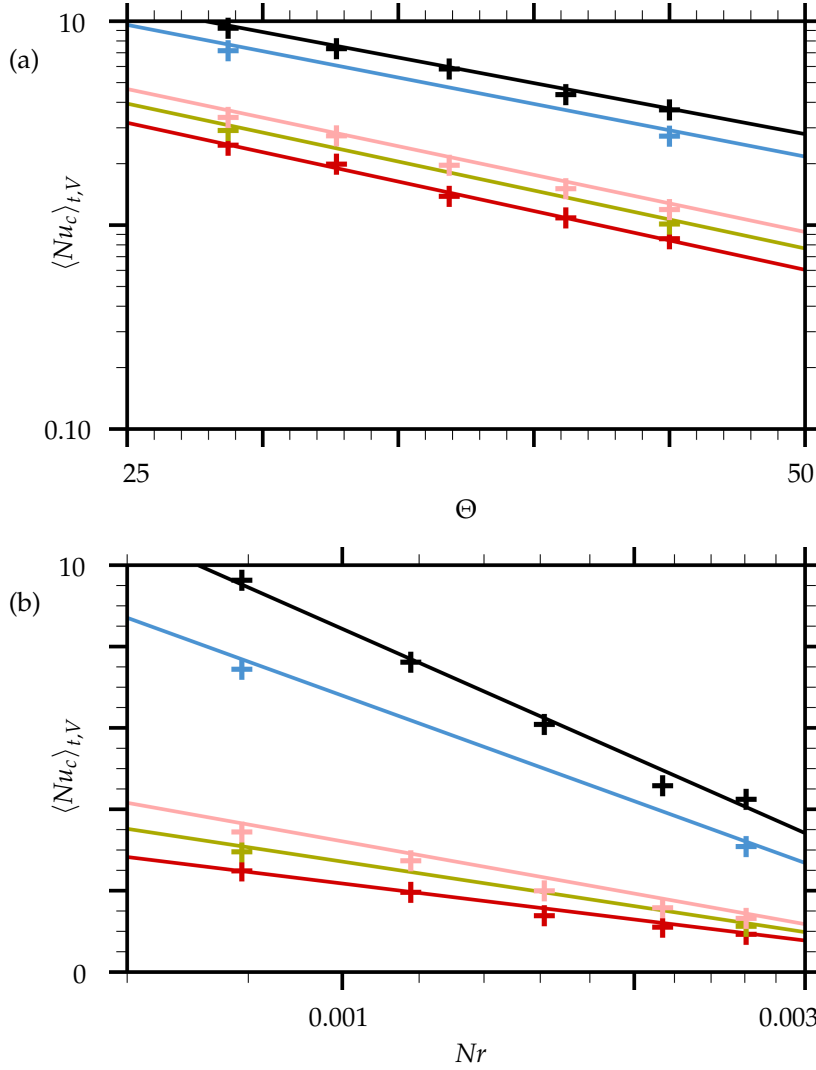 10
(a)
⟨Nu_c⟩_{t,V}
0.10
25
50
Θ
10
(b)
⟨Nu_c⟩_{t,V}
0
0.001
0.003
Nr